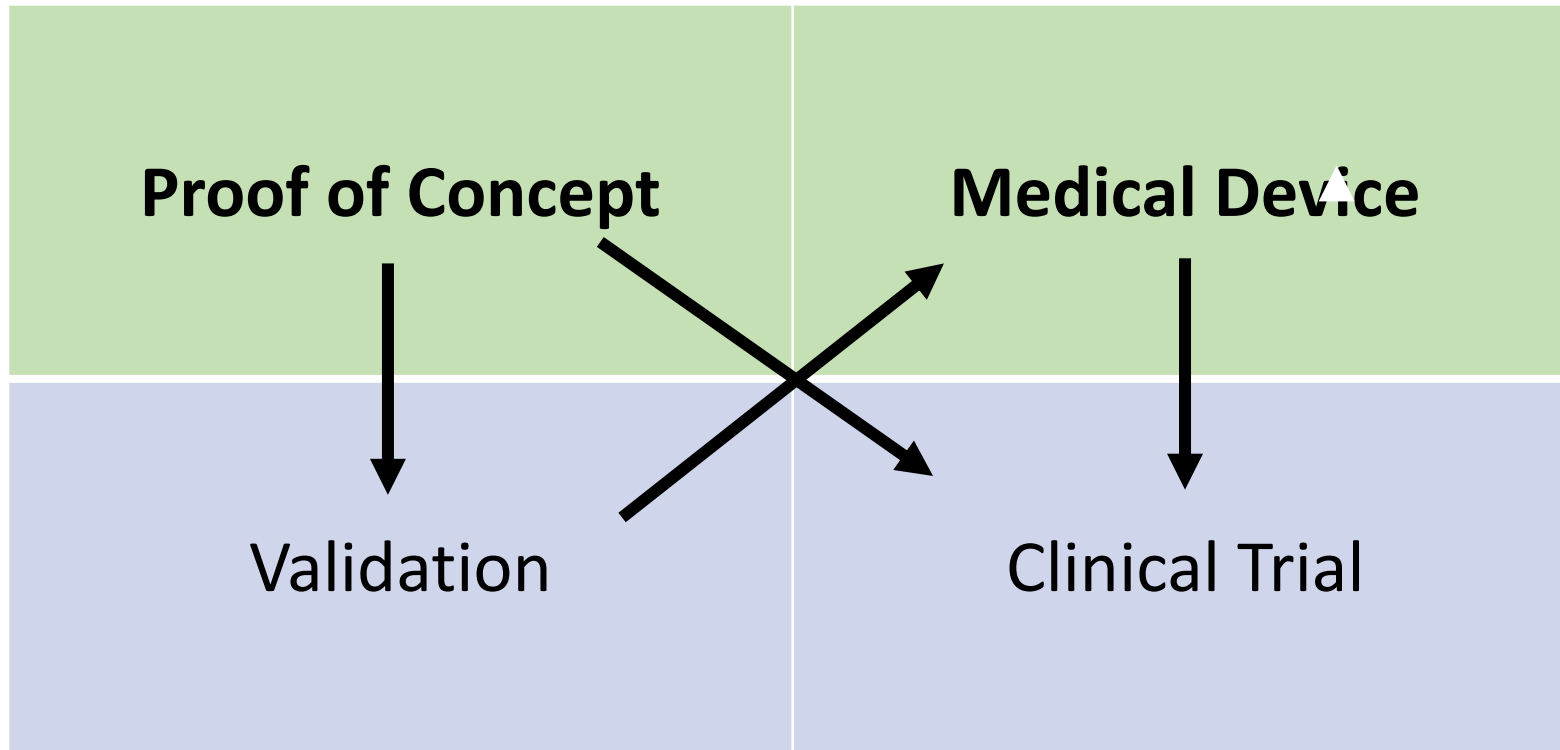 Proof of Concept
Medical Device
Validation
Clinical Trial